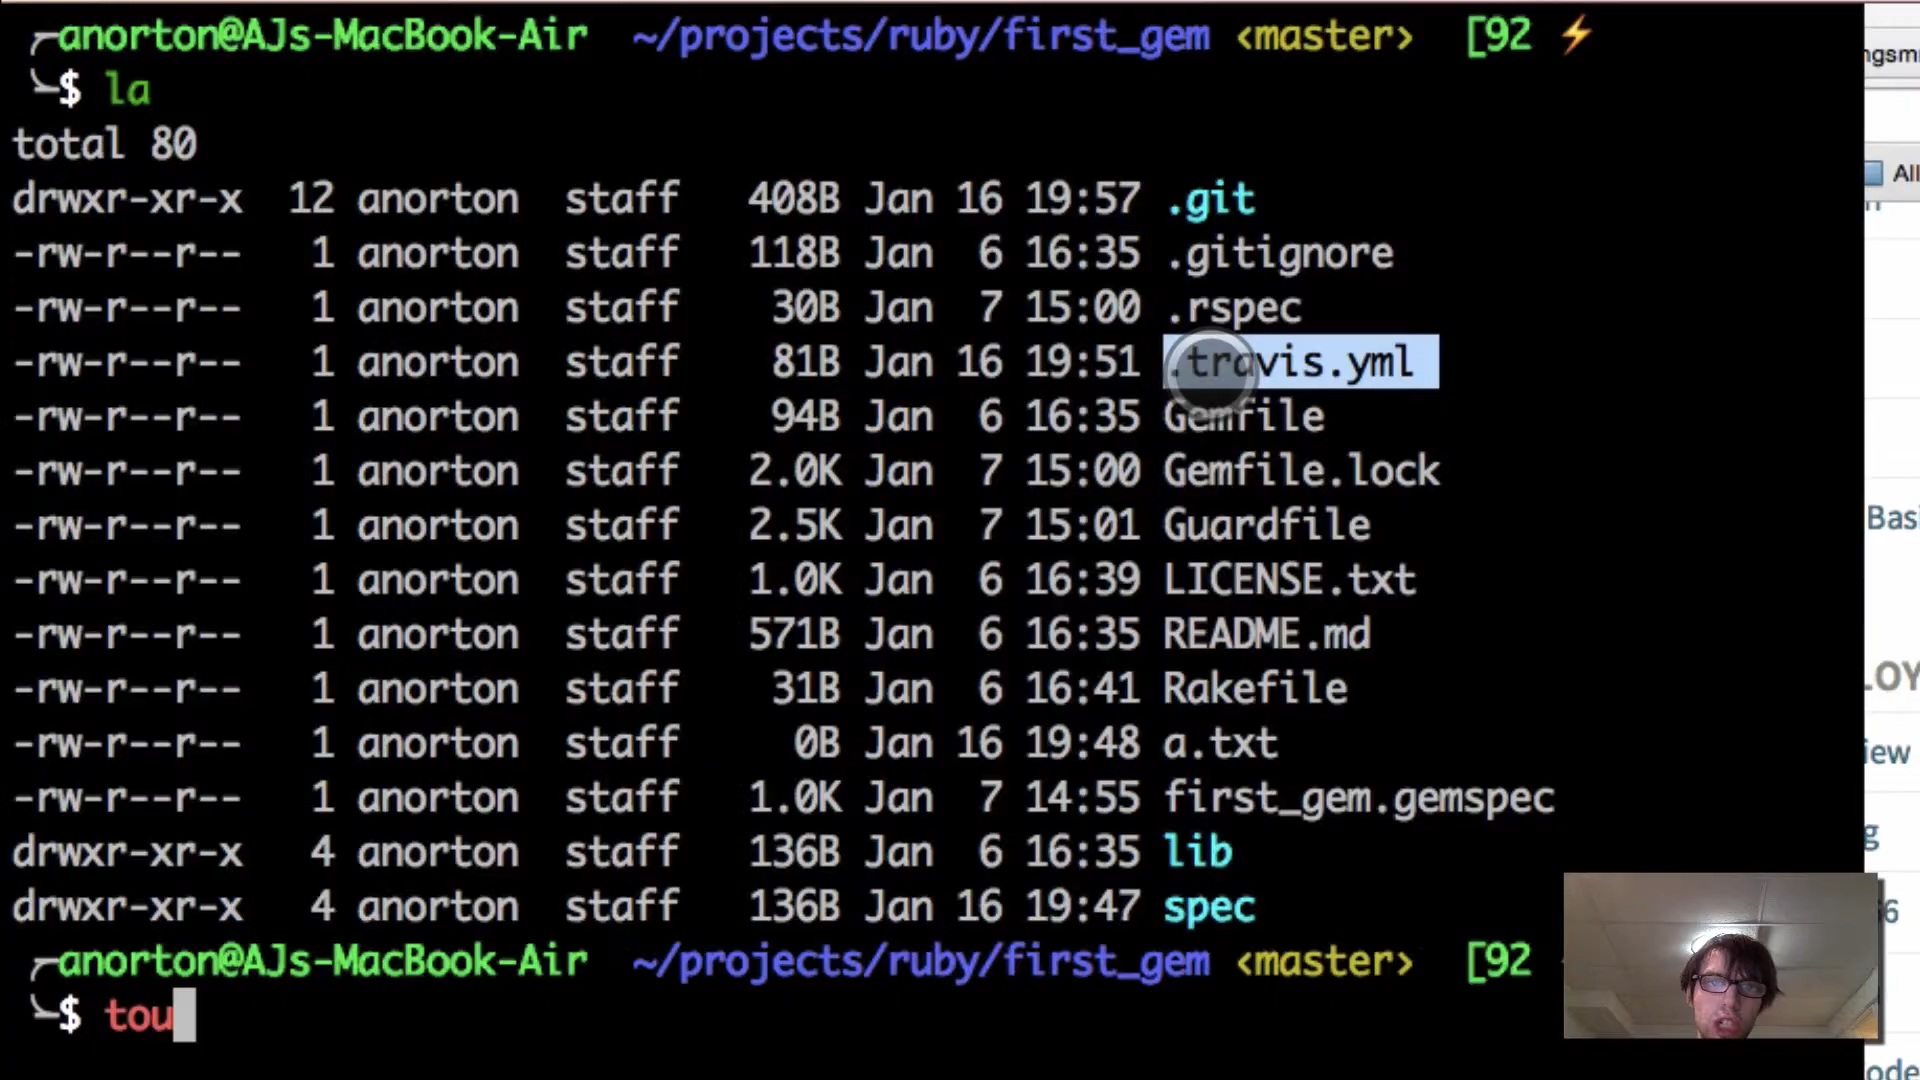 anorton@AJs-MacBook-Air ~/projects/ruby/first_gem <master> [92 ⚡
$ la
total 80
drwxr-xr-x 12 anorton staff 408B Jan 16 19:57 .git
-rw-r--r-- 1 anorton staff 118B Jan 6 16:35 .gitignore
-rw-r--r-- 1 anorton staff 30B Jan 7 15:00 .rspec
-rw-r--r-- 1 anorton staff 81B Jan 16 19:51 .travis.yml
-rw-r--r-- 1 anorton staff 94B Jan 6 16:35 Gemfile
-rw-r--r-- 1 anorton staff 2.0K Jan 7 15:00 Gemfile.lock
-rw-r--r-- 1 anorton staff 2.5K Jan 7 15:01 Guardfile
-rw-r--r-- 1 anorton staff 1.0K Jan 6 16:39 LICENSE.txt
-rw-r--r-- 1 anorton staff 571B Jan 6 16:35 README.md
-rw-r--r-- 1 anorton staff 31B Jan 6 16:41 Rakefile
-rw-r--r-- 1 anorton staff 0B Jan 16 19:48 a.txt
-rw-r--r-- 1 anorton staff 1.0K Jan 7 14:55 first_gem.gemspec
drwxr-xr-x 4 anorton staff 136B Jan 6 16:35 lib
drwxr-xr-x 4 anorton staff 136B Jan 16 19:47 spec
anorton@AJs-MacBook-Air ~/projects/ruby/first_gem <master> [92
$ tou
All
Basi